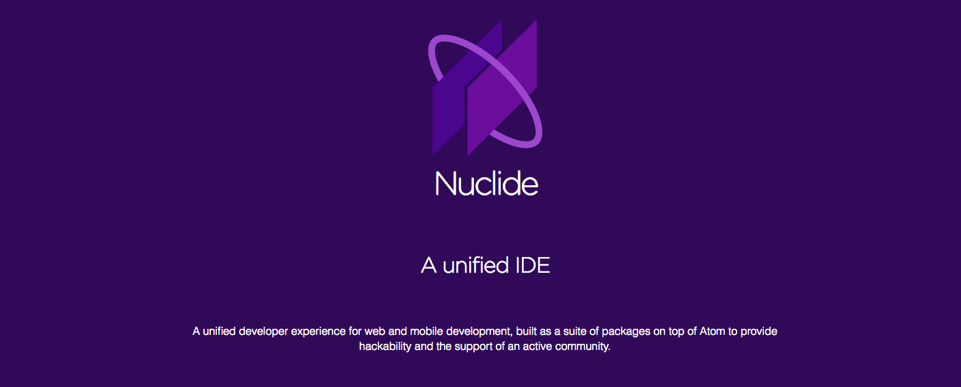 Nuclide
A unified IDE
A unified developer experience for web and mobile development, built as a suite of packages on top of Atom to provide
hackability and the support of an active community.